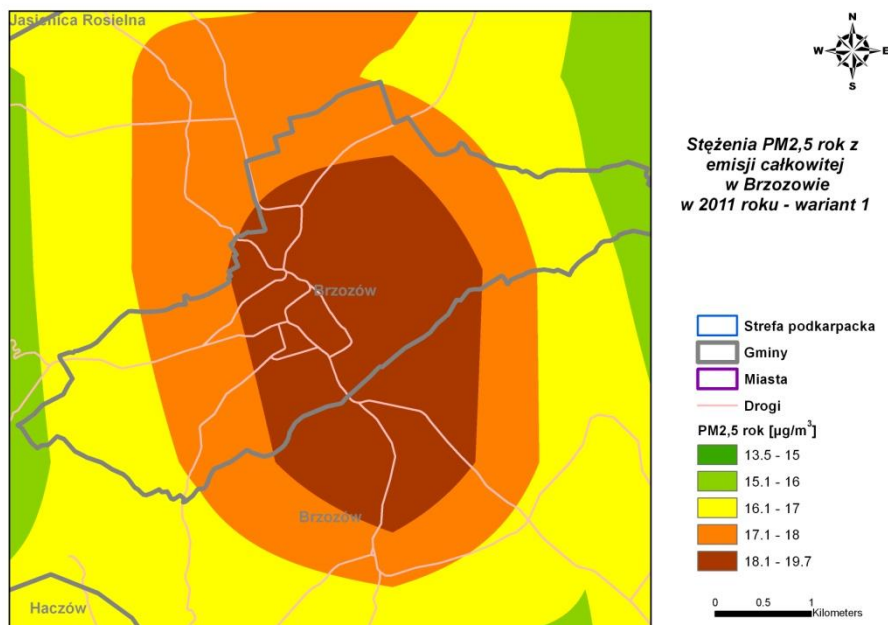 Jasienica Rosielna
N
W E
S
Stężenia PM2,5 rok z
emisji całkowitej
w Brzozowie
w 2011 roku - wariant 1
Brzozów
Brzozów
Haczów
Strefa podkarpacka
Gminy
Miasta
Drogi
PM2,5 rok [µg/m³]
13.5 - 15
15.1 - 16
16.1 - 17
17.1 - 18
18.1 - 19.7
0 0.5 1
Kilometers